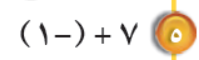 ٥ ٧ + (-١)